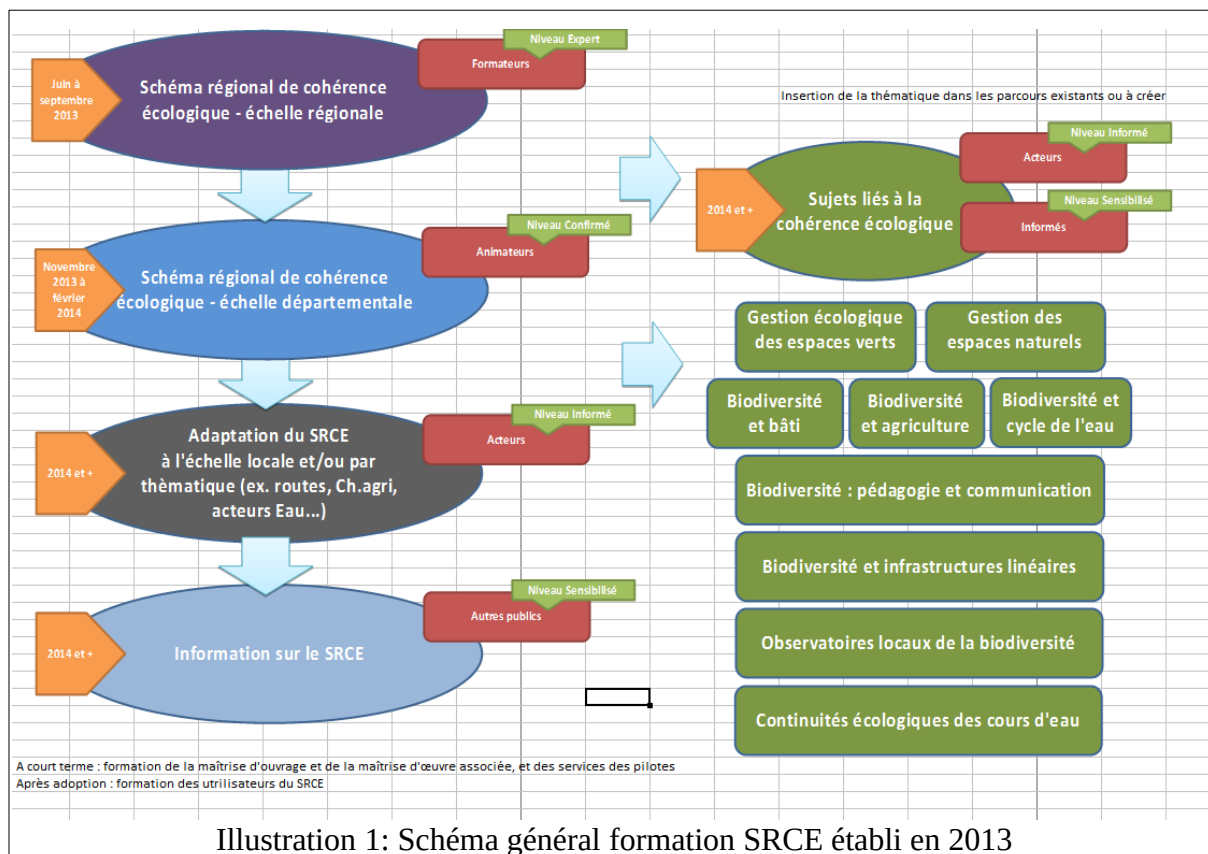 Niveau Expert
Formateurs
Juin à
septembre
2013
Schéma régional de cohérence
écologique - échelle régionale
Niveau Confirmé
Animateurs
Novembre
2013 à
février
2014
Schéma régional de cohérence
écologique - échelle départementale
Niveau Informé
Acteurs
2014 et +
Adaptation du SRCE
à l'échelle locale et/ou par
thèmatique (ex. routes, Ch.agri,
acteurs Eau...)
Niveau Sensibilisé
Autres publics
2014 et +
Information sur le SRCE
A court terme : formation de la maîtrise d'ouvrage et de la maîtrise d'œuvre associée, et des services des pilotes
Après adoption : formation des utilisateurs du SRCE
Insertion de la thématique dans les parcours existants ou à créer
Niveau Informé
Acteurs
2014 et +
Sujets liés à la
cohérence écologique
Niveau Sensibilisé
Informés
Gestion écologique
des espaces verts
Gestion des
espaces naturels
Biodiversité
et bâti
Biodiversité
et agriculture
Biodiversité et
cycle de l'eau
Biodiversité : pédagogie et communication
Biodiversité et infrastructures linéaires
Observatoires locaux de la biodiversité
Continuités écologiques des cours d'eau
Illustration 1: Schéma général formation SRCE établi en 2013